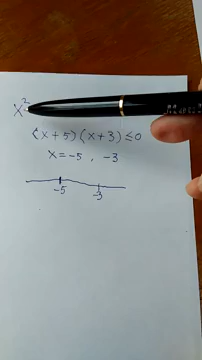 x²
(x+5)(x+3) ≤ 0
x = -5 , -3
-5 -3